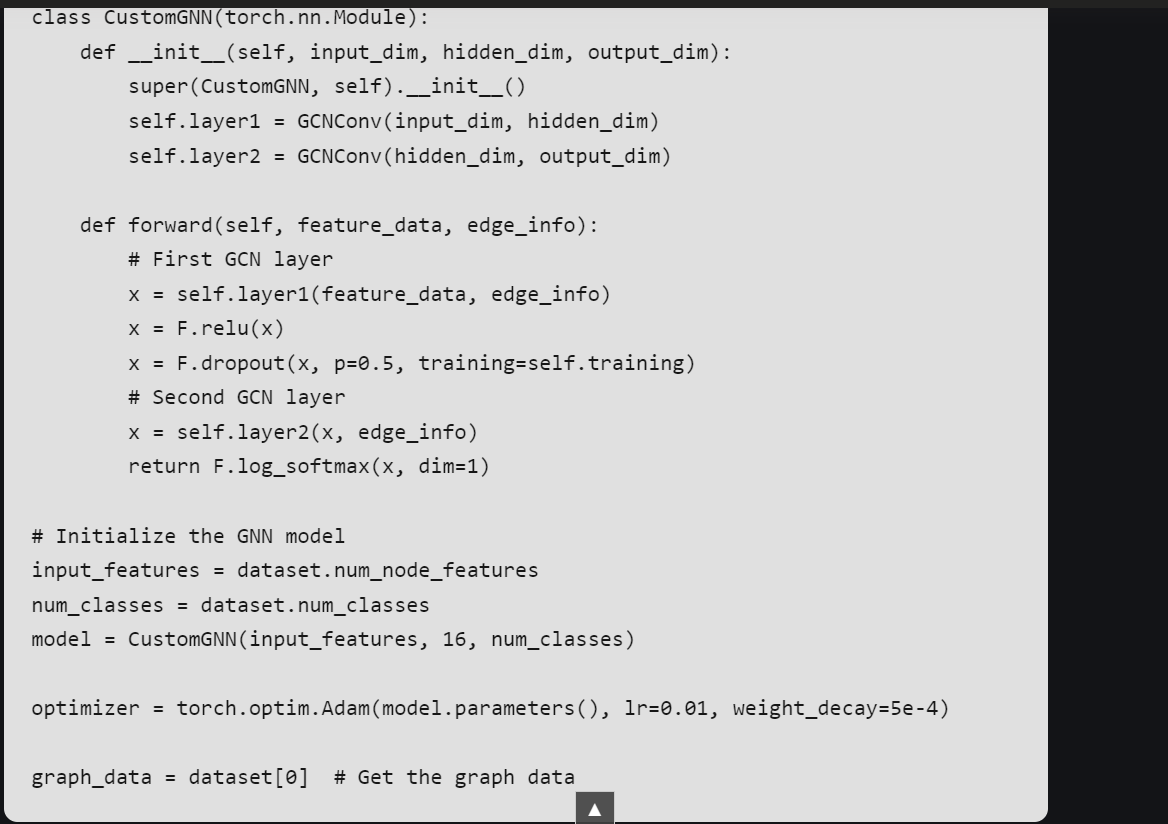 class CustomGNN(torch.nn.Module):
    def __init__(self, input_dim, hidden_dim, output_dim):
        super(CustomGNN, self).__init__()
        self.layer1 = GCNConv(input_dim, hidden_dim)
        self.layer2 = GCNConv(hidden_dim, output_dim)

    def forward(self, feature_data, edge_info):
        # First GCN layer
        x = self.layer1(feature_data, edge_info)
        x = F.relu(x)
        x = F.dropout(x, p=0.5, training=self.training)
        # Second GCN layer
        x = self.layer2(x, edge_info)
        return F.log_softmax(x, dim=1)

# Initialize the GNN model
input_features = dataset.num_node_features
num_classes = dataset.num_classes
model = CustomGNN(input_features, 16, num_classes)

optimizer = torch.optim.Adam(model.parameters(), lr=0.01, weight_decay=5e-4)

graph_data = dataset[0]  # Get the graph data